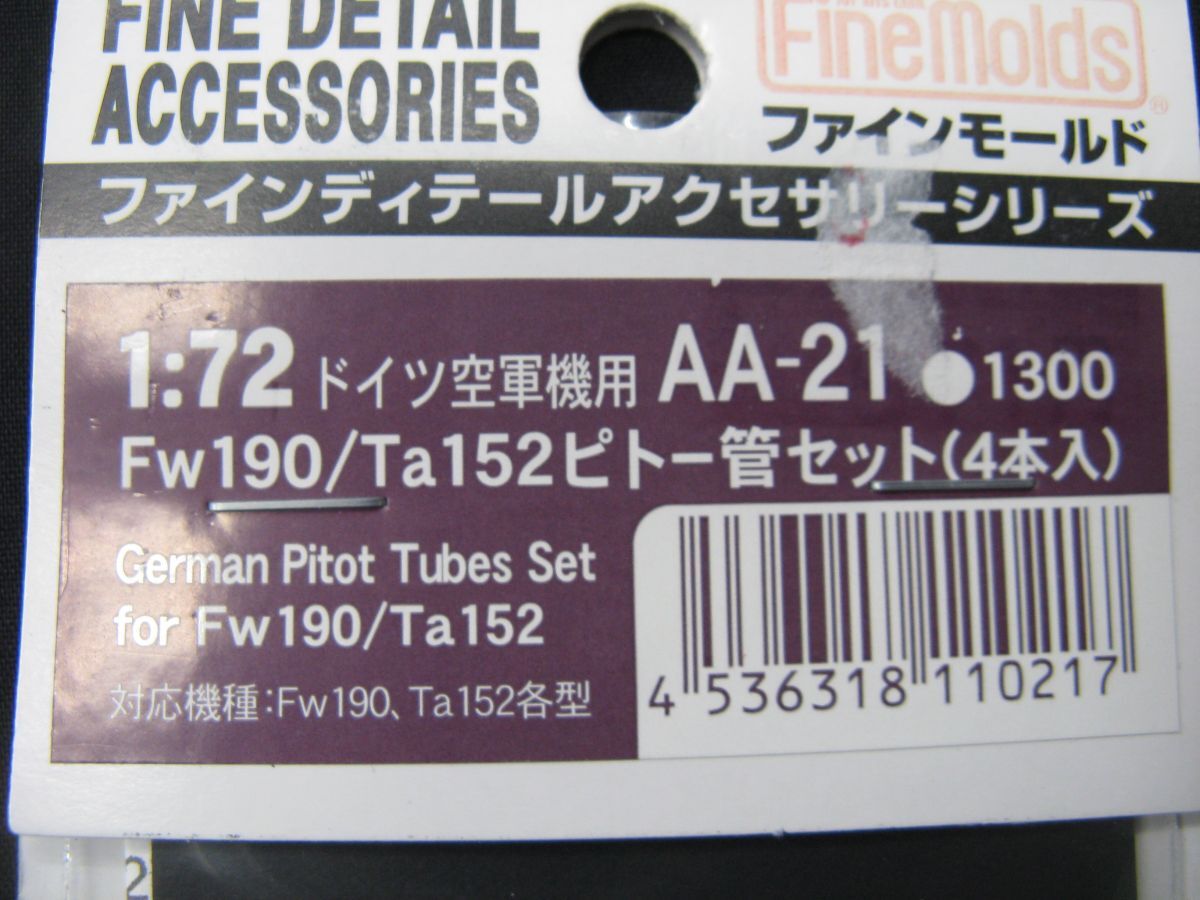 FINE DETAIL
ACCESSORIES
FineMolds
ファインモールド
ファインディテールアクセサリーシリーズ
1:72 ドイツ空軍機用 AA-21 ●1300
Fw190/Ta152ピトー管セット(4本入)
German Pitot Tubes Set
for Fw190/Ta152
対応機種:Fw190、Ta152各型
4 536318 110217
2